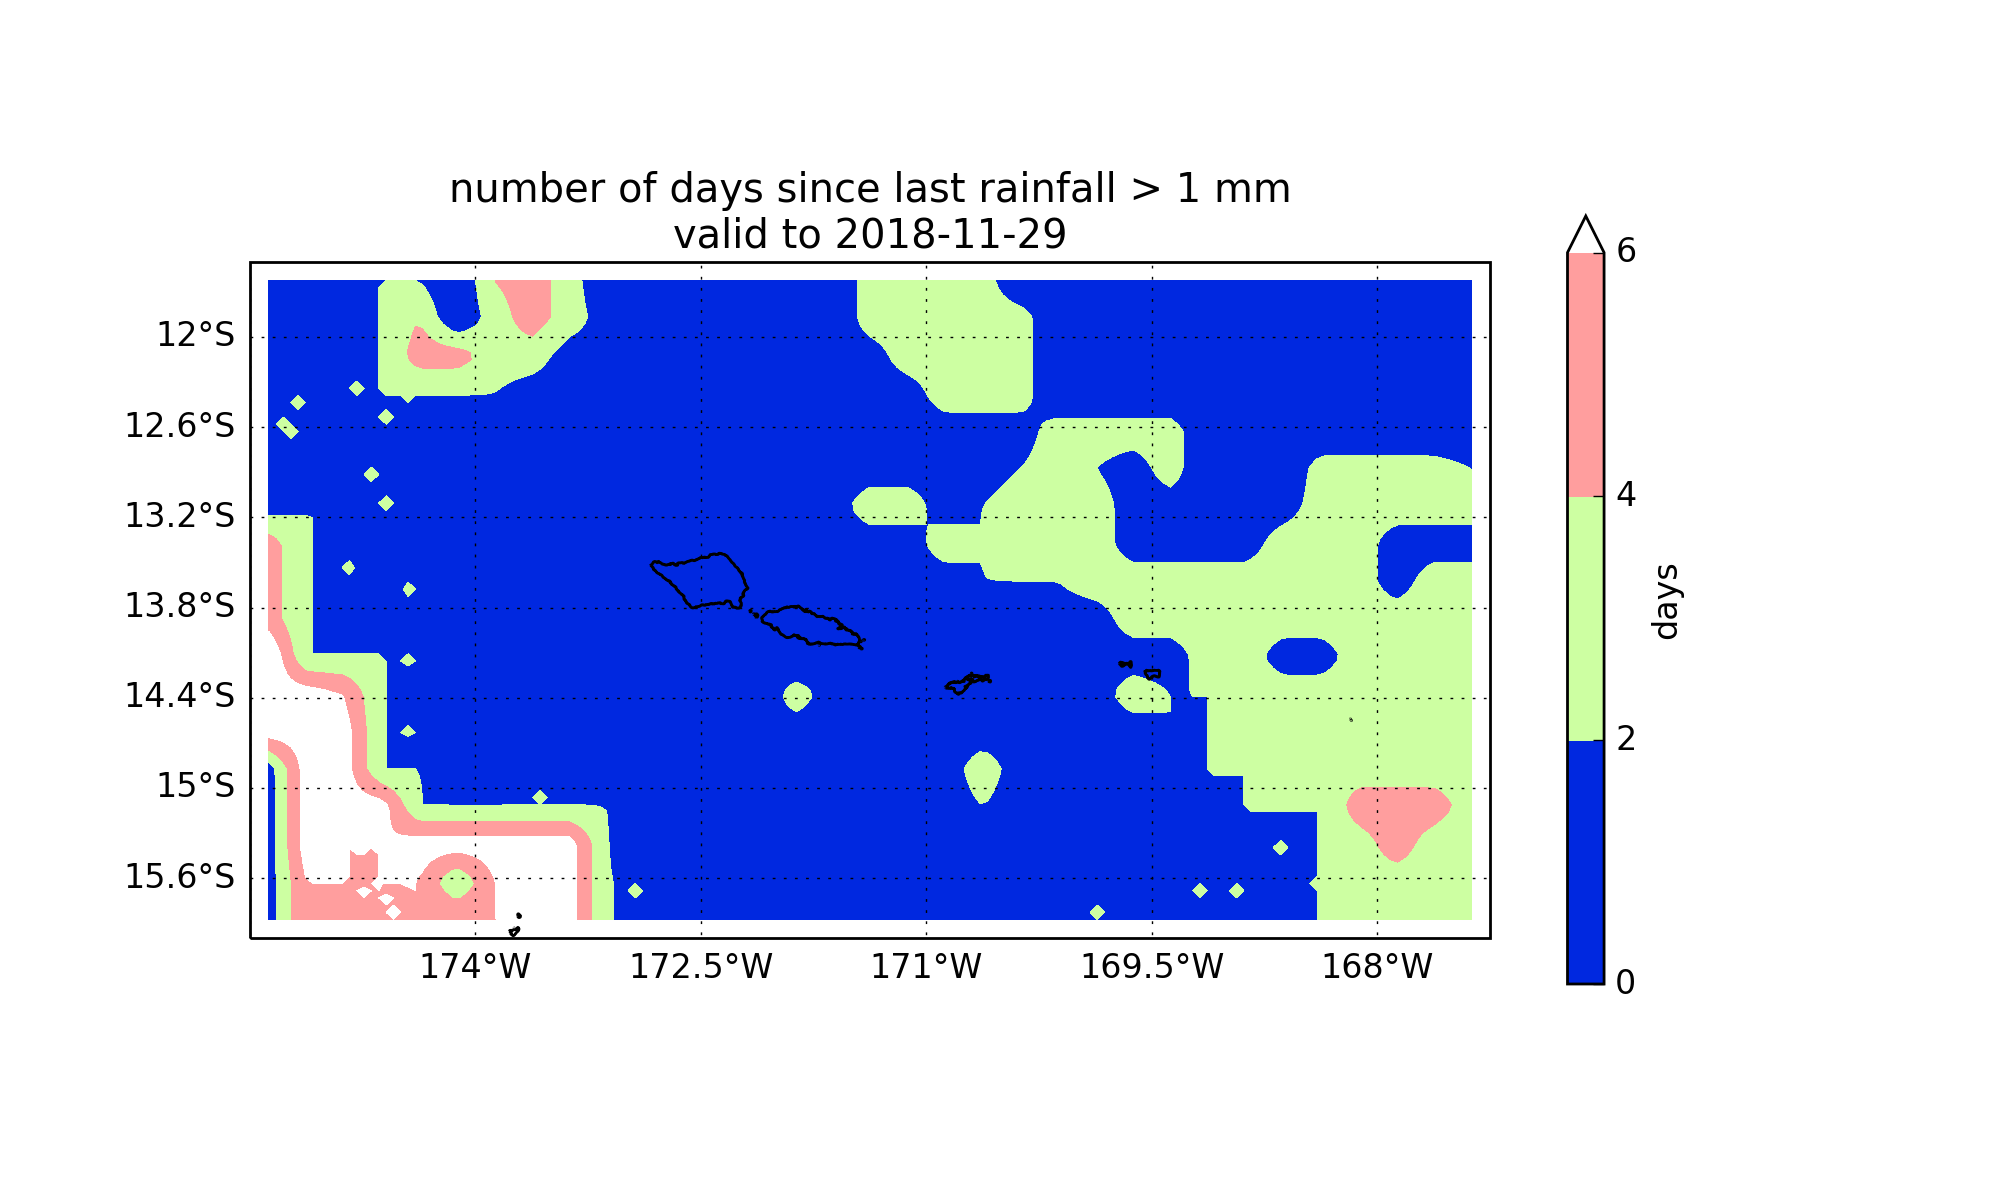 number of days since last rainfall > 1 mm
valid to 2018-11-29
12°S
12.6°S
13.2°S
13.8°S
14.4°S
15°S
15.6°S
174°W
172.5°W
171°W
169.5°W
168°W
6
4
2
0
days